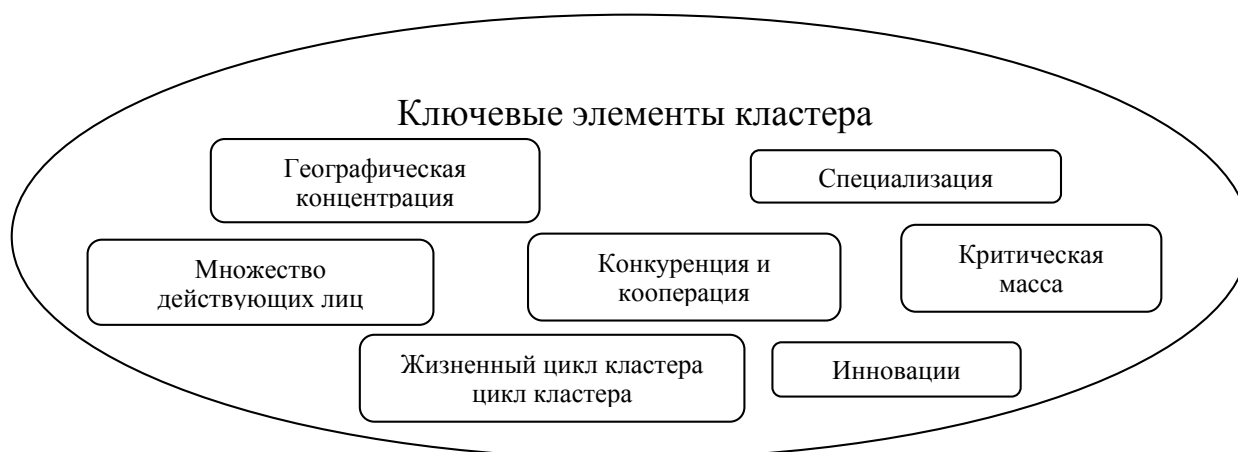 Ключевые элементы кластера
Географическая
концентрация
Специализация
Множество
действующих лиц
Конкуренция и
кооперация
Критическая
масса
Жизненный цикл кластера
цикл кластера
Инновации